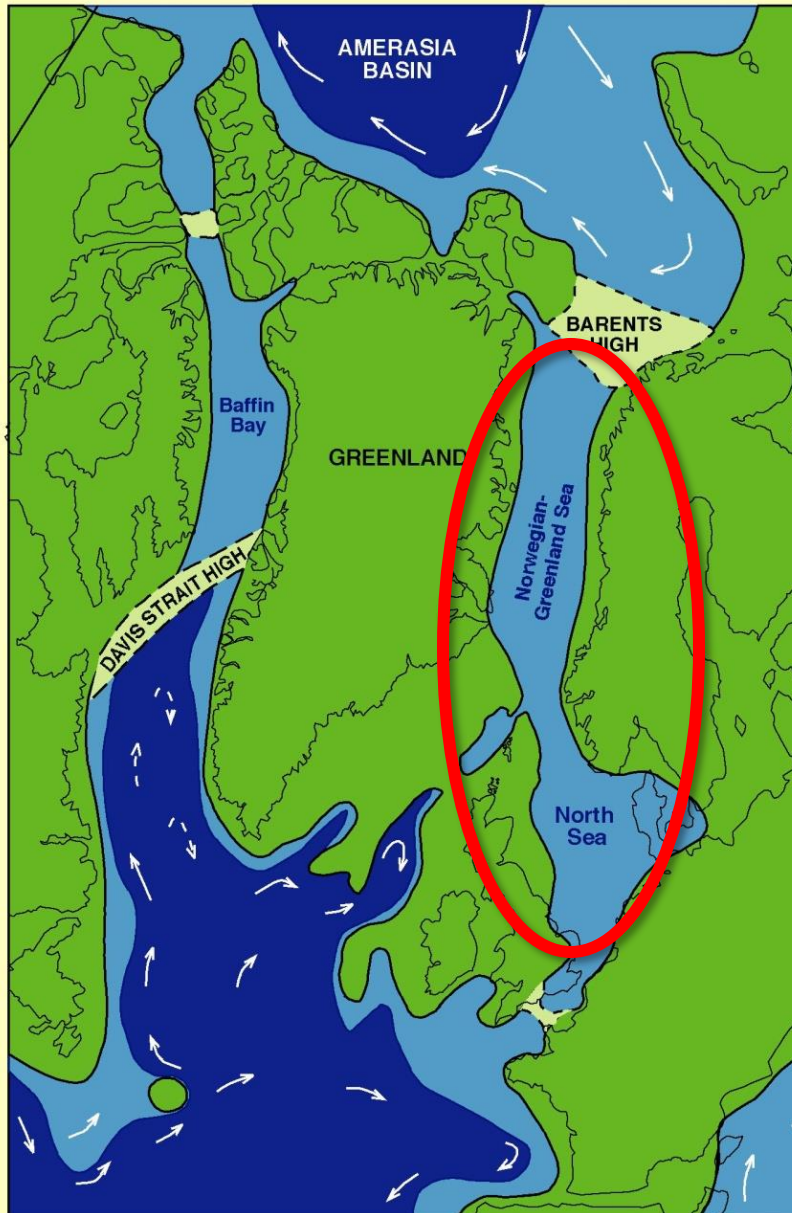 AMERASIA
BASIN
BARENTS
HIGH
Baffin
Bay
GREENLAND
Norwegian-
Greenland Sea
DAVIS STRAIT HIGH
North
Sea